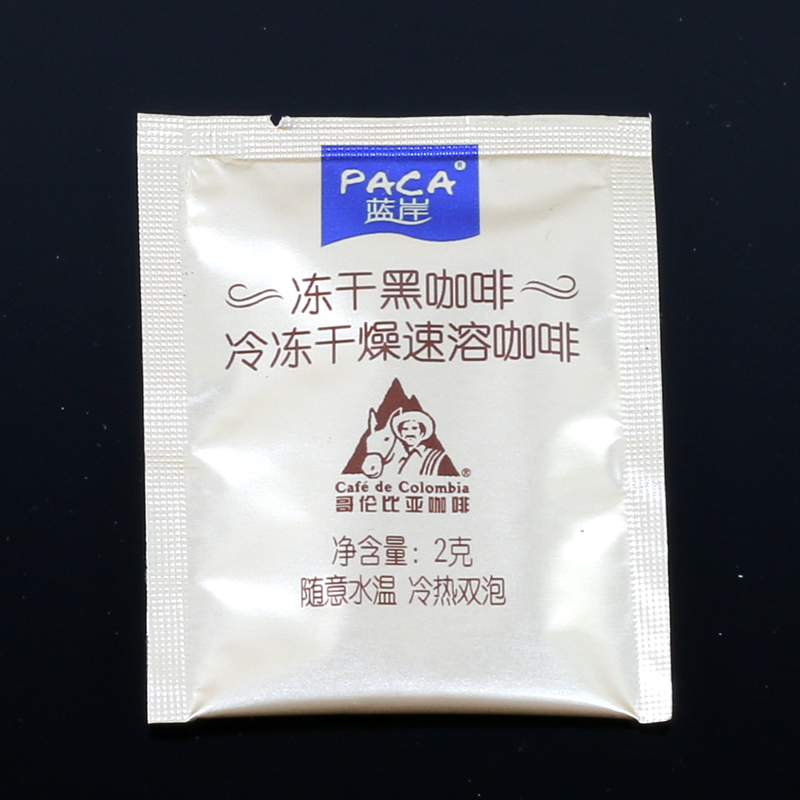 PACA®
蓝岸
冻干黑咖啡
冷冻干燥速溶咖啡
®
Café de Colombia
哥伦比亚咖啡
净含量：2克
随意水温 冷热双泡